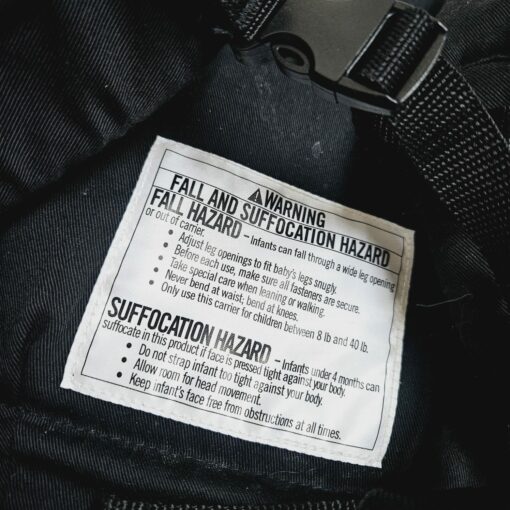 ⚠WARNING
FALL AND SUFFOCATION HAZARD
FALL HAZARD – Infants can fall through a wide leg opening
or out of carrier.
• Adjust leg openings to fit baby's legs snugly.
• Before each use, make sure all fasteners are secure.
• Take special care when leaning or walking.
• Never bend at waist; bend at knees.
• Only use this carrier for children between 8 lb and 40 lb.
SUFFOCATION HAZARD – Infants under 4 months can
suffocate in this product if face is pressed tight against your body.
• Do not strap infant too tight against your body.
• Allow room for head movement.
• Keep infant's face free from obstructions at all times.